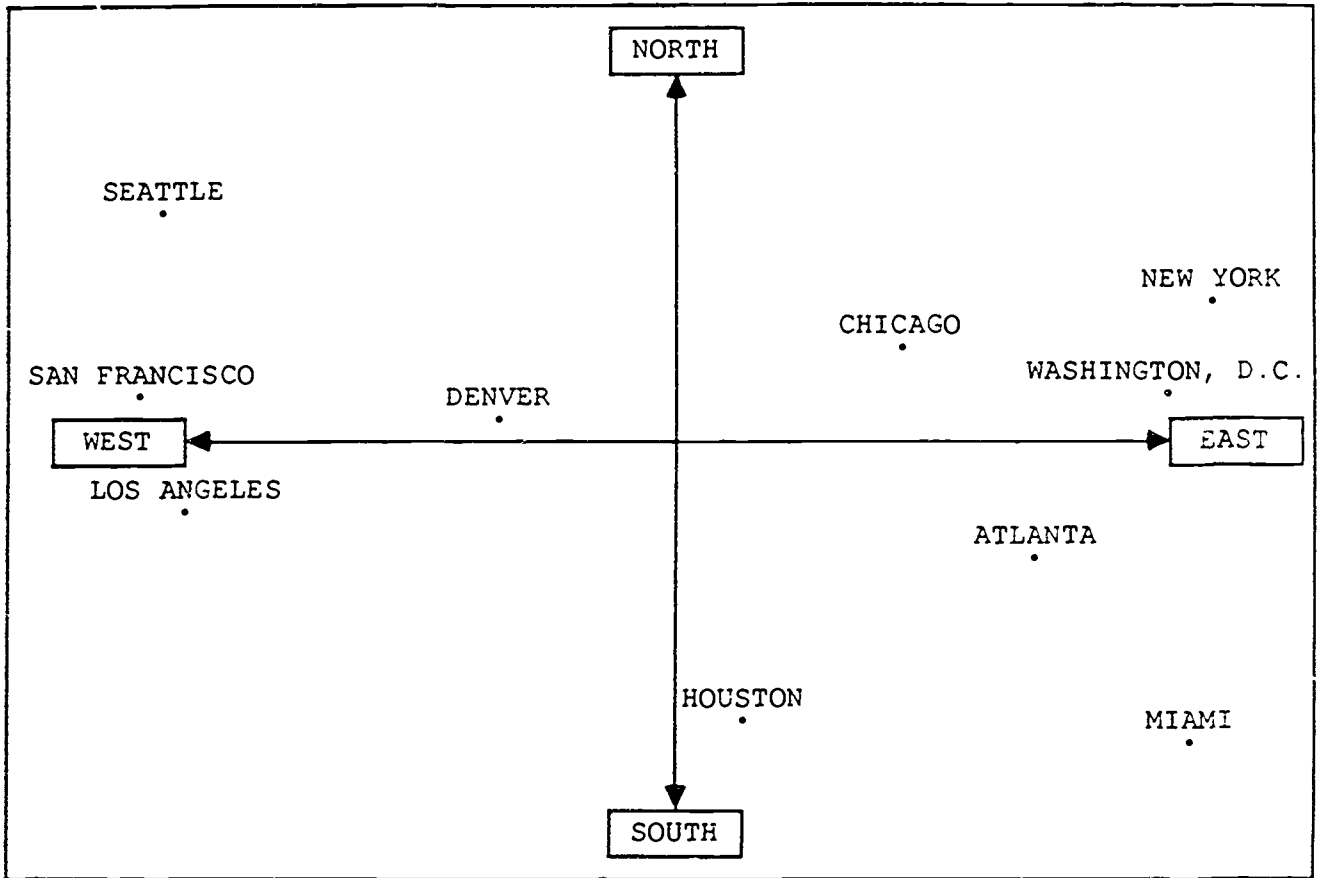 NORTH
SEATTLE
NEW YORK
CHICAGO
SAN FRANCISCO
DENVER
WASHINGTON, D.C.
WEST
EAST
LOS ANGELES
ATLANTA
HOUSTON
MIAMI
SOUTH